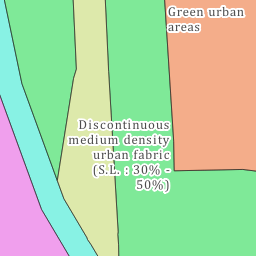 Green urban
areas
Discontinuous
medium density
urban fabric
(S.L. : 30% -
50%)